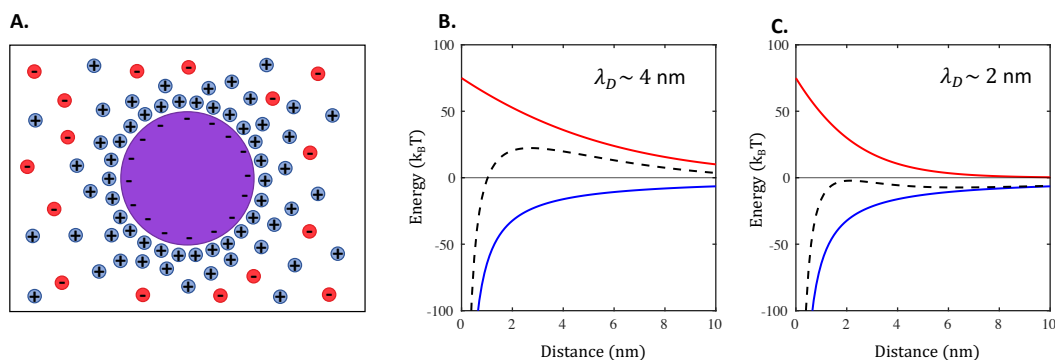 A.
B.
λD ~ 4 nm
Energy (kBT)
100
50
0
-50
-100
0 2 4 6 8 10
Distance (nm)
C.
λD ~ 2 nm
Energy (kBT)
100
50
0
-50
-100
0 2 4 6 8 10
Distance (nm)